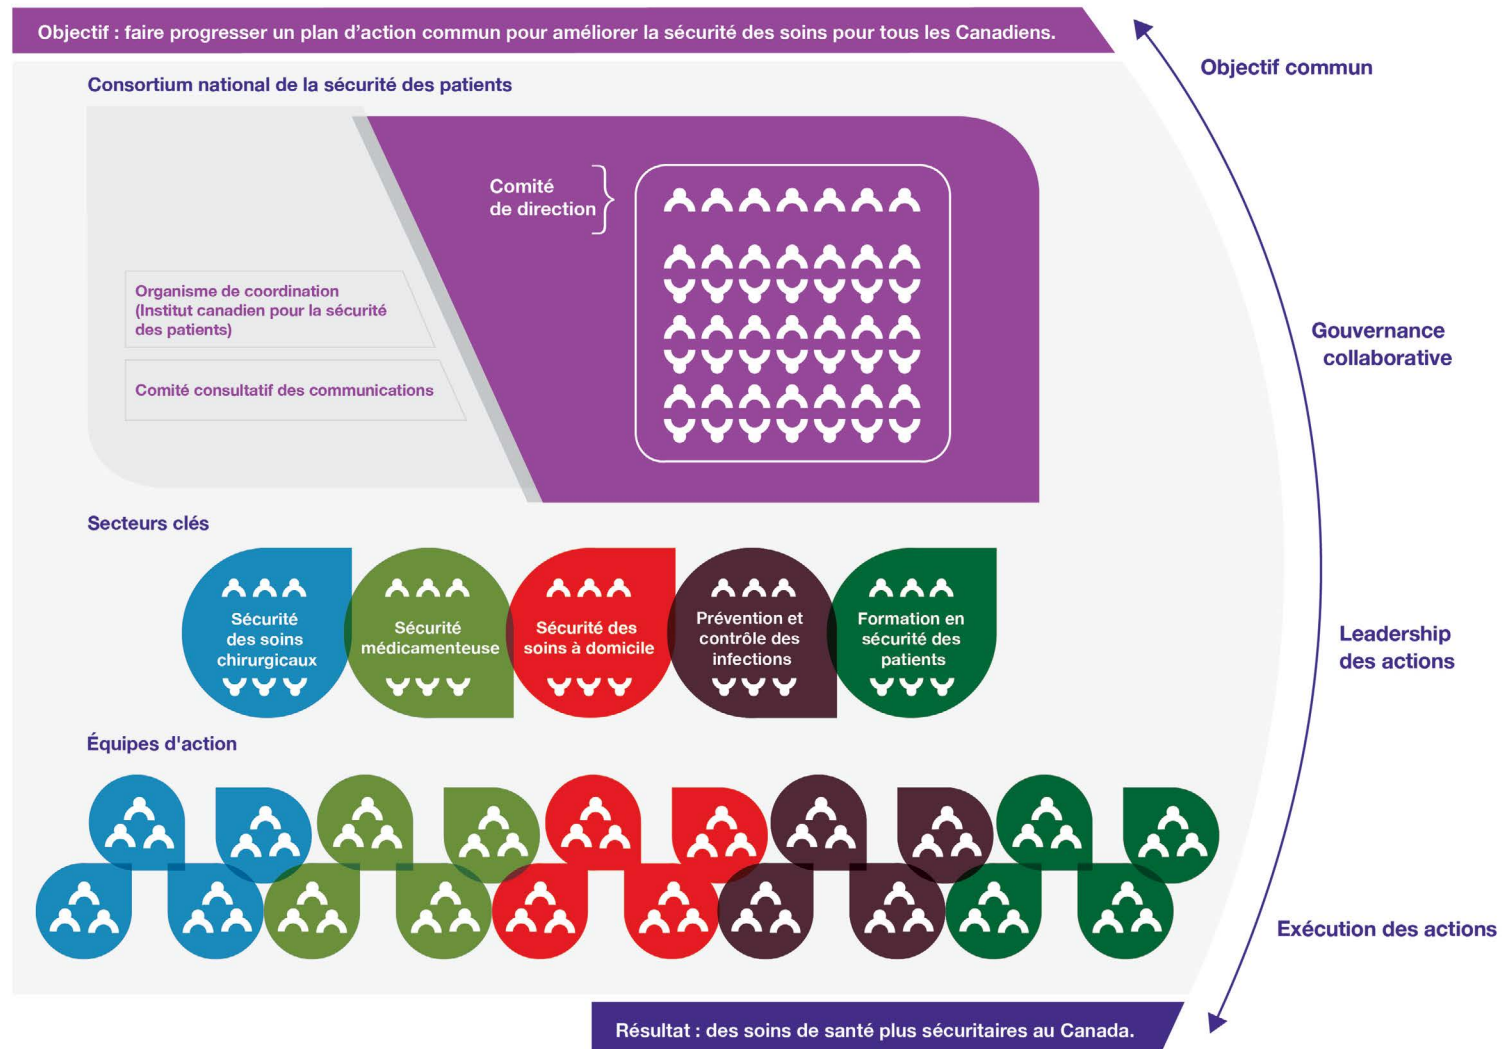 Objectif : faire progresser un plan d’action commun pour améliorer la sécurité des soins pour tous les Canadiens.
Objectif commun
Consortium national de la sécurité des patients
Comité
de direction
Organisme de coordination
(Institut canadien pour la sécurité
des patients)
Comité consultatif des communications
Gouvernance
collaborative
Secteurs clés
Sécurité
des soins
chirurgicaux
Sécurité
médicamenteuse
Sécurité des
soins à domicile
Prévention et
contrôle des
infections
Formation en
sécurité des
patients
Leadership
des actions
Équipes d'action
Exécution des actions
Résultat : des soins de santé plus sécuritaires au Canada.